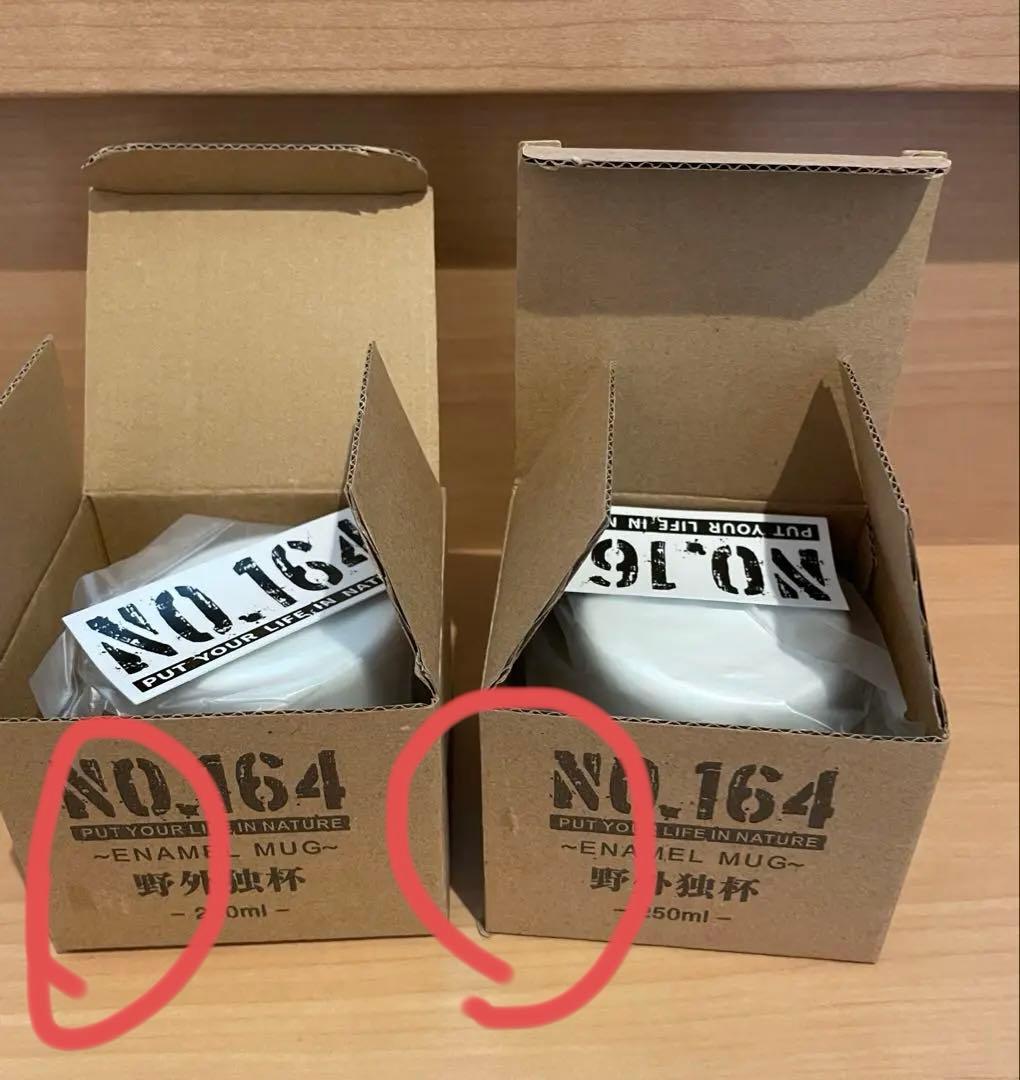 NO.164
PUT YOUR LIFE IN NAT
PUT YOUR LIFE, IN N
NO.16
NO.164
PUT YOUR LIFE IN NATURE
~ENAMEL MUG~
野外独杯
- 250ml -
NO.164
PUT YOUR LIFE IN NATURE
~ENAMEL MUG~
野外独杯
- 250ml -